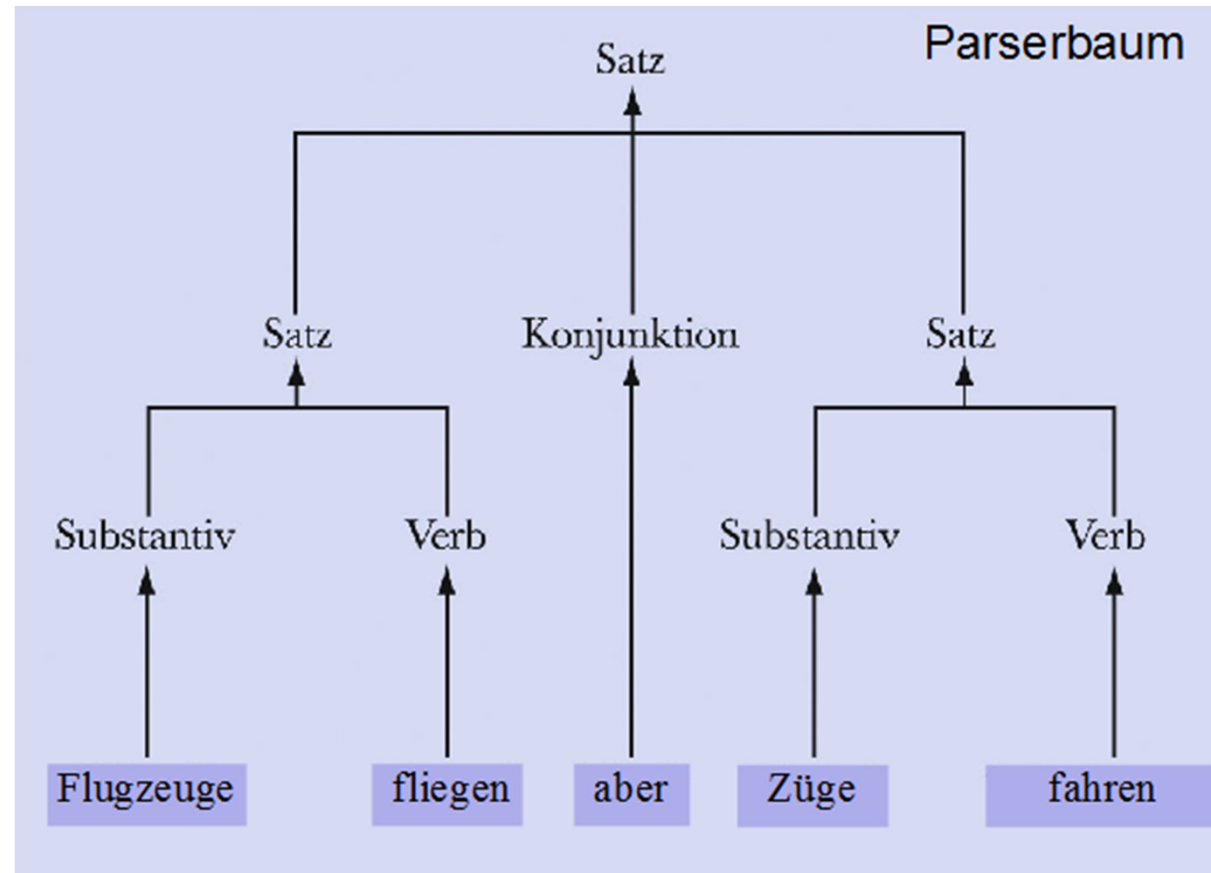 Parserbaum
Satz
Satz Konjunktion Satz
Substantiv Verb Substantiv Verb
Flugzeuge fliegen aber Züge fahren